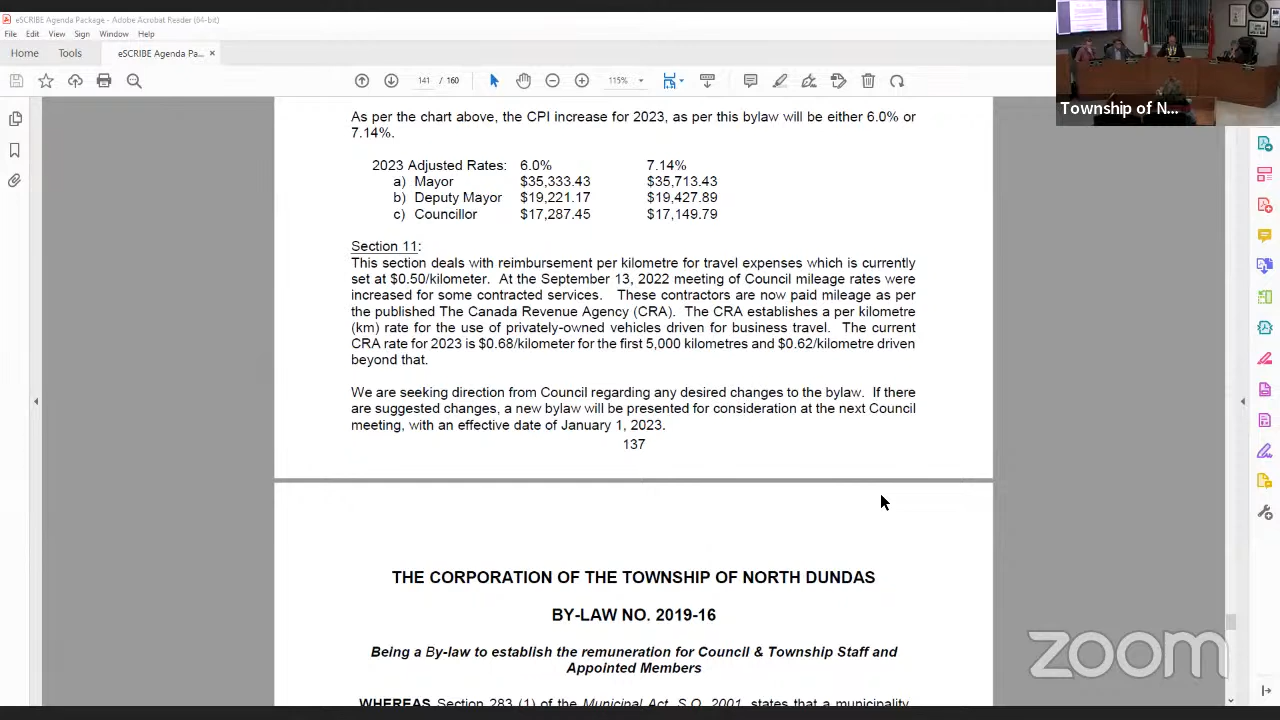 eSCRIBE Agenda Package - Adobe Acrobat Reader (64-bit)
File Edit View Sign Window Help
Home Tools eSCRIBE Agenda Pa... ×
141 / 160 115%
Township of N...
As per the chart above, the CPI increase for 2023, as per this bylaw will be either 6.0% or
7.14%.
2023 Adjusted Rates: 6.0% 7.14%
a) Mayor $35,333.43 $35,713.43
b) Deputy Mayor $19,221.17 $19,427.89
c) Councillor $17,287.45 $17,149.79
Section 11:
This section deals with reimbursement per kilometre for travel expenses which is currently
set at $0.50/kilometer. At the September 13, 2022 meeting of Council mileage rates were
increased for some contracted services. These contractors are now paid mileage as per
the published The Canada Revenue Agency (CRA). The CRA establishes a per kilometre
(km) rate for the use of privately-owned vehicles driven for business travel. The current
CRA rate for 2023 is $0.68/kilometer for the first 5,000 kilometres and $0.62/kilometre driven
beyond that.
We are seeking direction from Council regarding any desired changes to the bylaw. If there
are suggested changes, a new bylaw will be presented for consideration at the next Council
meeting, with an effective date of January 1, 2023.
137
THE CORPORATION OF THE TOWNSHIP OF NORTH DUNDAS
BY-LAW NO. 2019-16
Being a By-law to establish the remuneration for Council & Township Staff and
Appointed Members
WHEREAS Section 283 (1) of the Municipal Act, S.O. 2001, states that a municipality
zoom